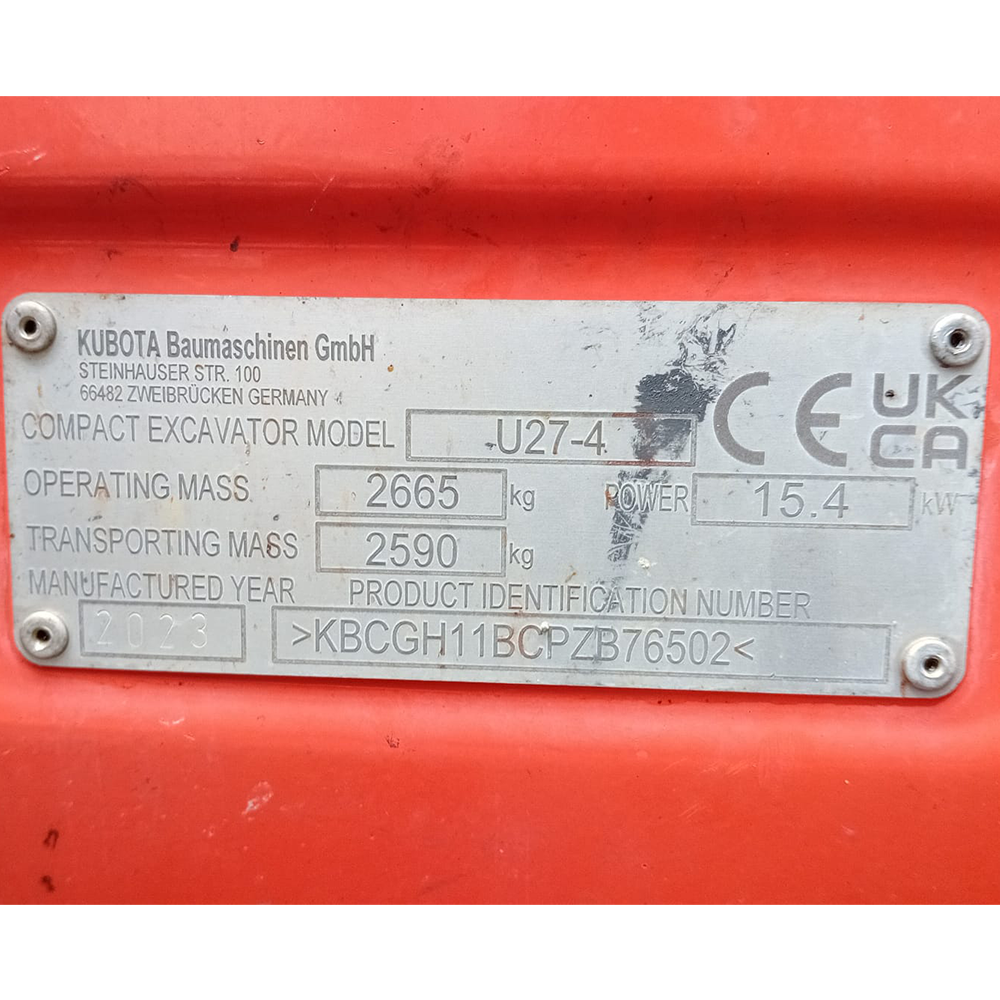 KUBOTA Baumaschinen GmbH
STEINHAUSER STR. 100
66482 ZWEIBRÜCKEN GERMANY
CE UK CA
COMPACT EXCAVATOR MODEL U27-4
OPERATING MASS 2665 kg POWER 15.4 kW
TRANSPORTING MASS 2590 kg
MANUFACTURED YEAR PRODUCT IDENTIFICATION NUMBER
2023 >KBCGH11BCPZB76502<